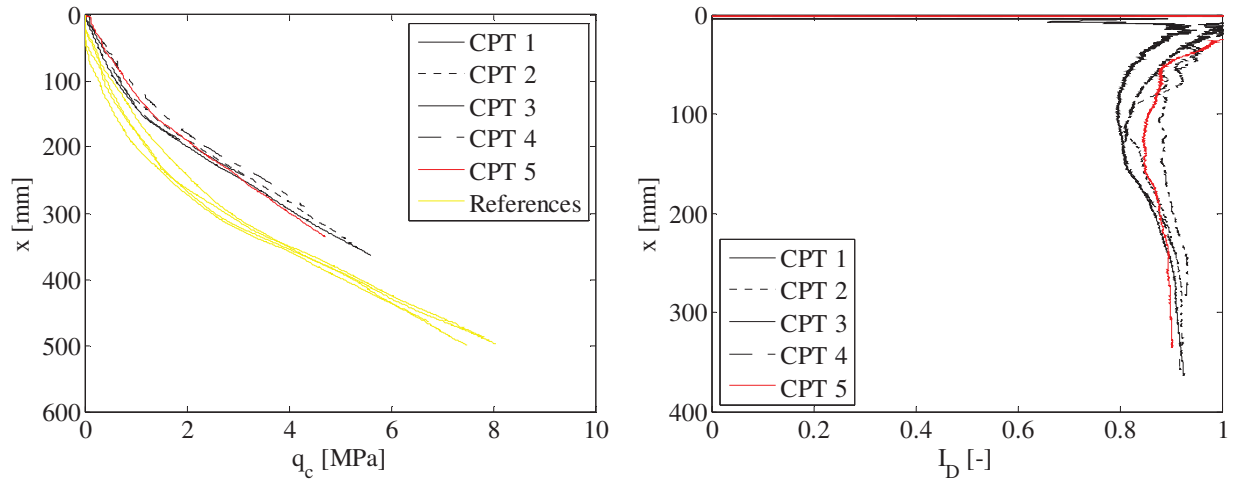 0
100
200
300
400
500
600
x [mm]
0
2
4
6
8
10
q_c [MPa]
CPT 1
CPT 2
CPT 3
CPT 4
CPT 5
References
0
100
200
300
400
x [mm]
0
0.2
0.4
0.6
0.8
1
I_D [-]
CPT 1
CPT 2
CPT 3
CPT 4
CPT 5